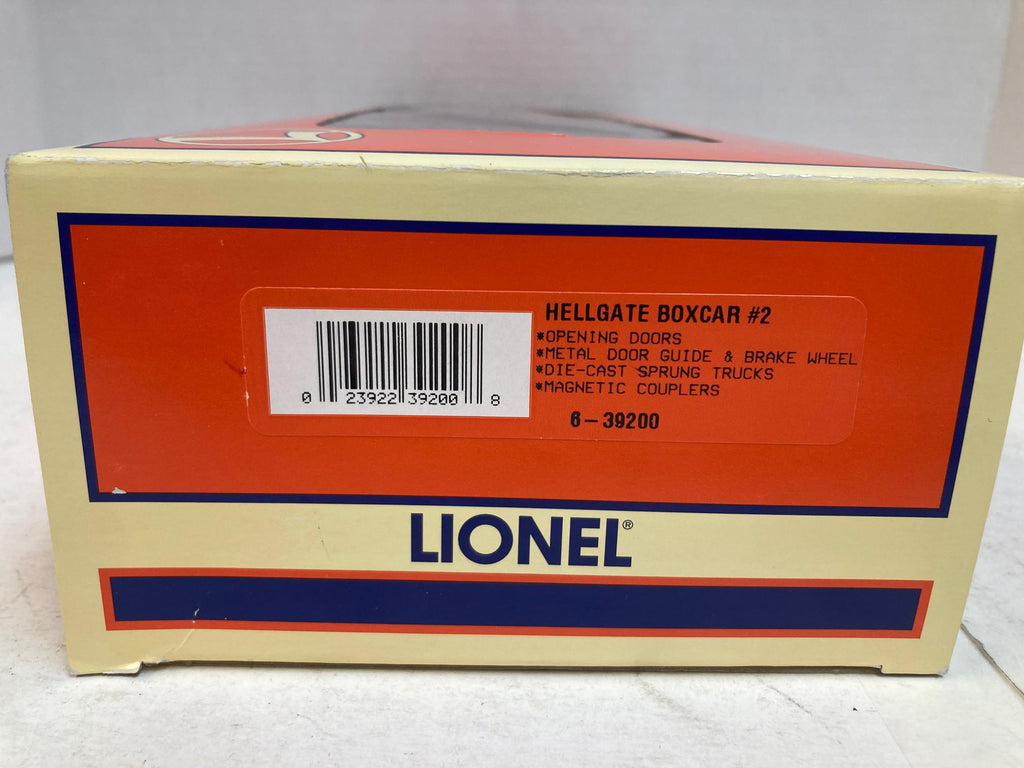 HELLGATE BOXCAR #2
*OPENING DOORS
*METAL DOOR GUIDE & BRAKE WHEEL
*DIE-CAST SPRUNG TRUCKS
*MAGNETIC COUPLERS
6-39200
0 23922 39200 8
LIONEL®